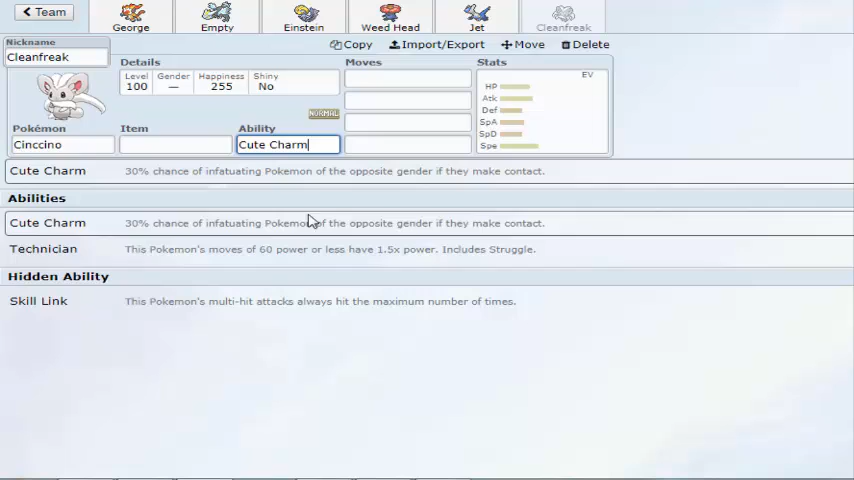 Team
George
Empty
Einstein
Weed Head
Jet
Cleanfreak
Nickname
Cleanfreak
Copy
Import/Export
Move
Delete
Details
Level Gender Happiness Shiny
100 — 255 No
NORMAL
Moves
Stats
EV
HP
Atk
Def
SpA
SpD
Spe
Pokémon
Cinccino
Item
Ability
Cute Charm
Cute Charm 30% chance of infatuating Pokemon of the opposite gender if they make contact.
Abilities
Cute Charm 30% chance of infatuating Pokemon of the opposite gender if they make contact.
Technician This Pokemon's moves of 60 power or less have 1.5x power. Includes Struggle.
Hidden Ability
Skill Link This Pokemon's multi-hit attacks always hit the maximum number of times.